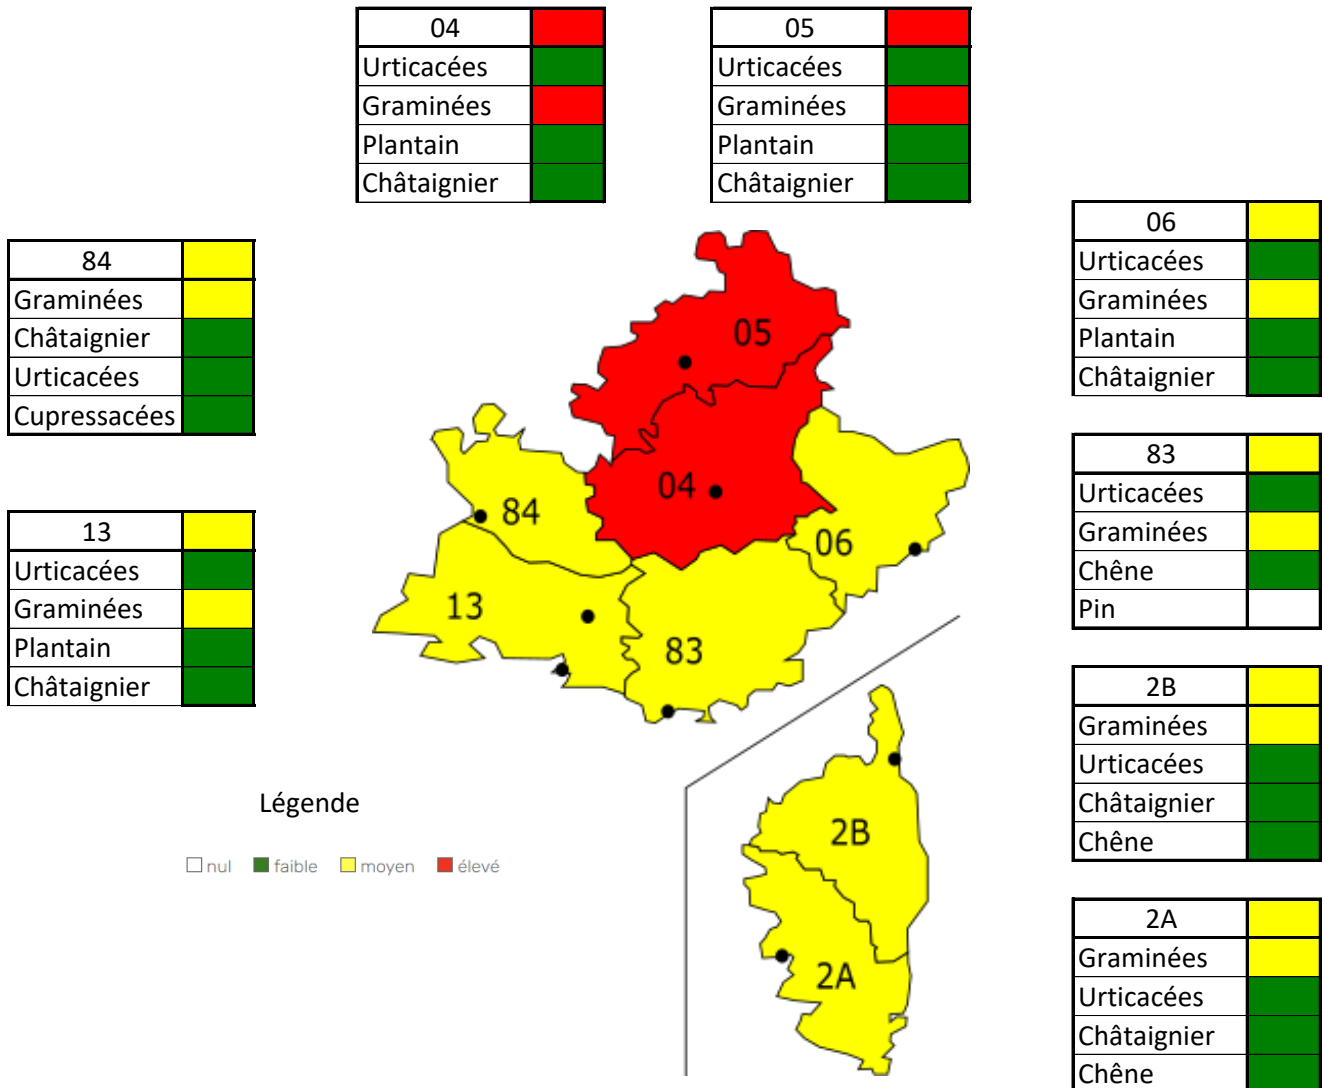 04
Urticacées
Graminées
Plantain
Châtaignier
05
Urticacées
Graminées
Plantain
Châtaignier
84
Graminées
Châtaignier
Urticacées
Cupressacées
13
Urticacées
Graminées
Plantain
Châtaignier
06
Urticacées
Graminées
Plantain
Châtaignier
83
Urticacées
Graminées
Chêne
Pin
2B
Graminées
Urticacées
Châtaignier
Chêne
2A
Graminées
Urticacées
Châtaignier
Chêne
05
04
84
06
13
83
2B
2A
Légende
nul faible moyen élevé